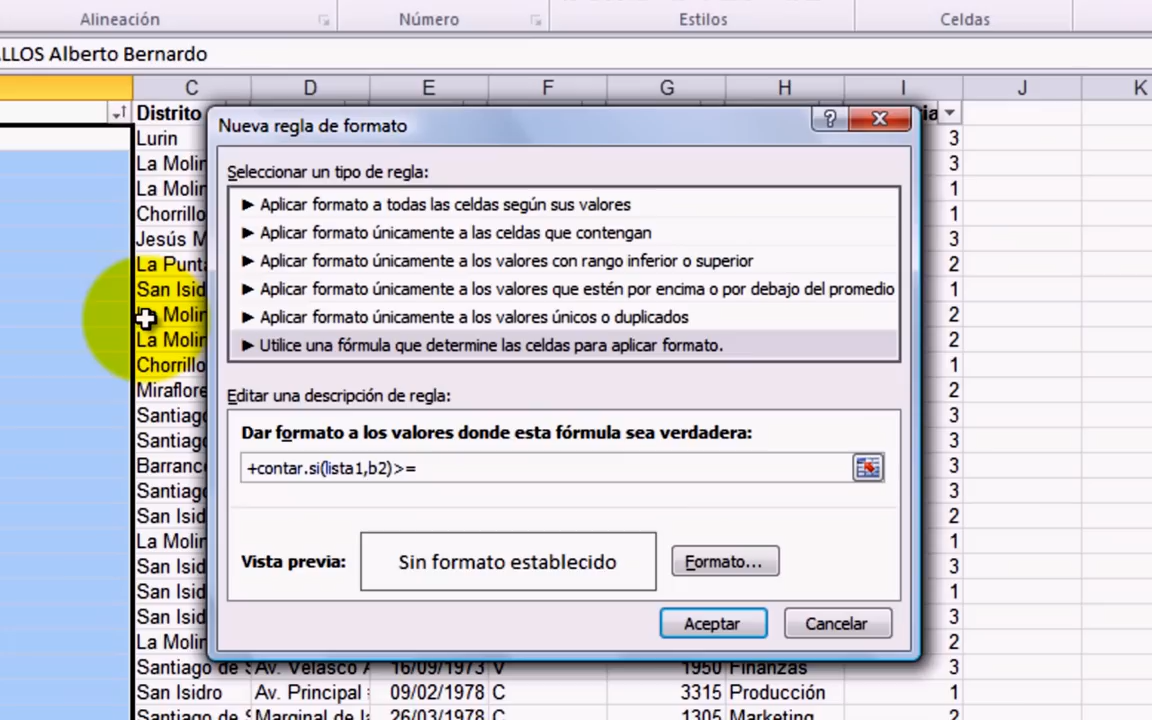 Alineación Número Estilos Celdas
LLOS Alberto Bernardo
C D E F G H I J K
Distrito ia
Nueva regla de formato
Lurin 3
Seleccionar un tipo de regla:
La Molin 3
La Molin 1
Chorrillo 1
Jesús M 3
La Punta 2
San Isid 1
La Molin 2
La Molin 2
Chorrillo 1
Miraflore 2
Santiago 3
Santiago 3
Barranco 3
Santiago 3
San Isid 2
La Molin 1
San Isid 3
San Isid 1
San Isid 3
La Molin 2
► Aplicar formato a todas las celdas según sus valores
► Aplicar formato únicamente a las celdas que contengan
► Aplicar formato únicamente a los valores con rango inferior o superior
► Aplicar formato únicamente a los valores que estén por encima o por debajo del promedio
► Aplicar formato únicamente a los valores únicos o duplicados
► Utilice una fórmula que determine las celdas para aplicar formato.
Editar una descripción de regla:
Dar formato a los valores donde esta fórmula sea verdadera:
+contar.si(lista1,b2)>=
Vista previa: Sin formato establecido Formato...
Aceptar Cancelar
Santiago de S Av. Velasco A 16/09/1973 V 1950 Finanzas 3
San Isidro Av. Principal 09/02/1978 C 3315 Producción 1
Santiago de S Marginal de la 26/03/1978 C 1305 Marketing 2